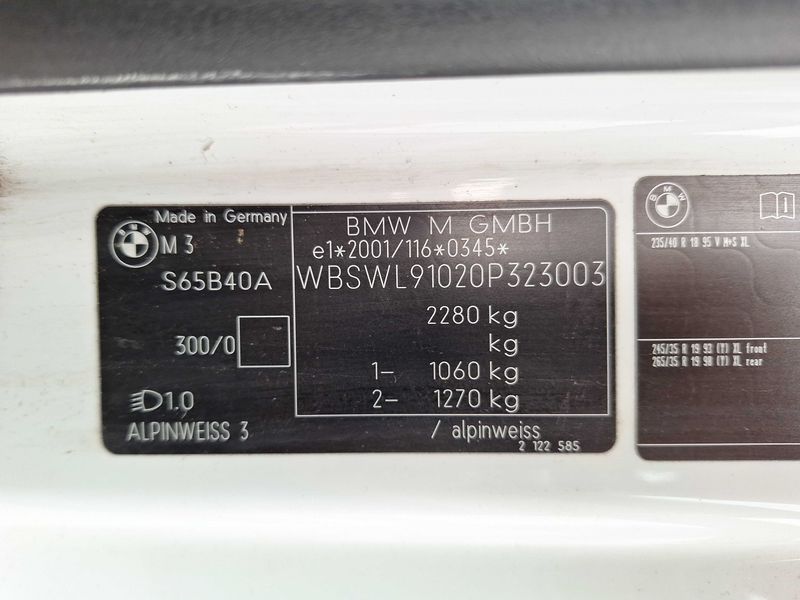 Made in Germany
BMW M GMBH
M 3
e1*2001/116*0345*
S65B40A
WBSWL91020P323003
2280 kg
300/0
kg
1- 1060 kg
1.0
2- 1270 kg
ALPINWEISS 3
/ alpinweiss
2 122 585
BMW
235/40 R 18 95 V M+S XL
245/35 R 19 93 (Y) XL front
265/35 R 19 98 (Y) XL rear